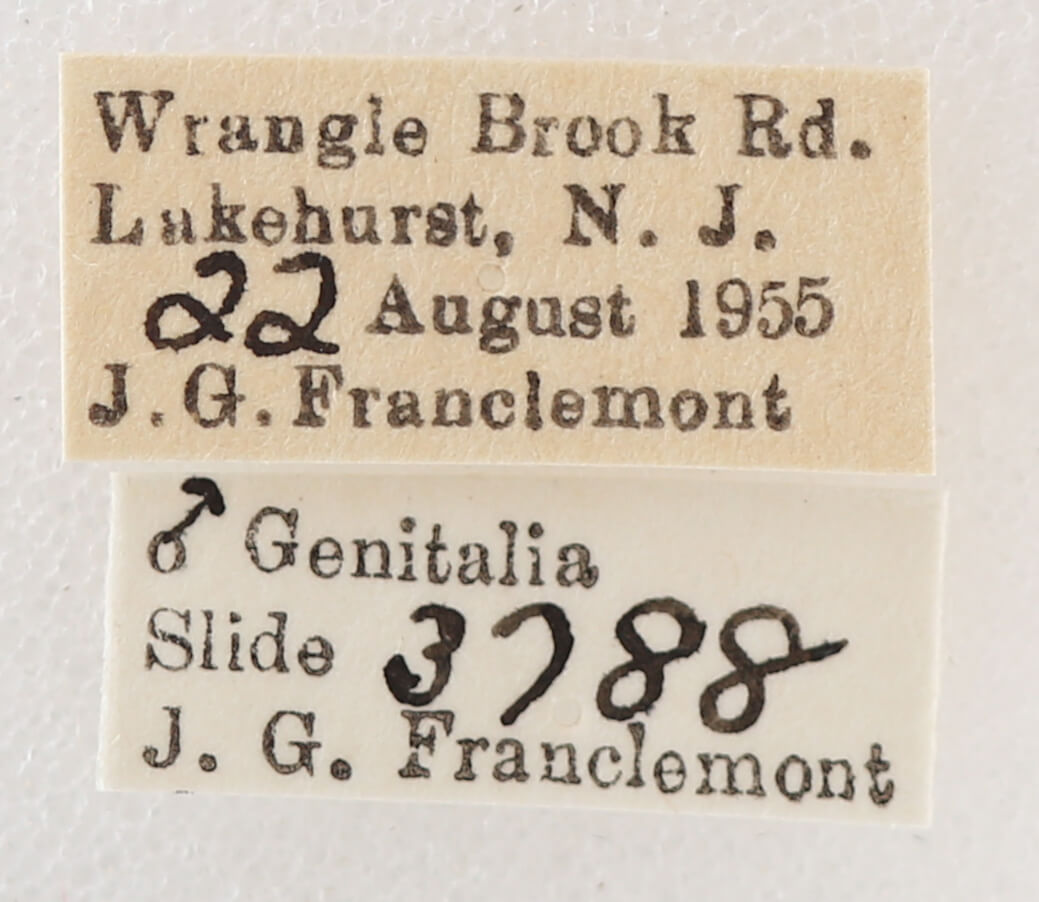 Wrangle Brook Rd.
Lakehurst, N. J.
22 August 1955
J. G. Franclemont
♂ Genitalia
Slide 3788
J. G. Franclemont